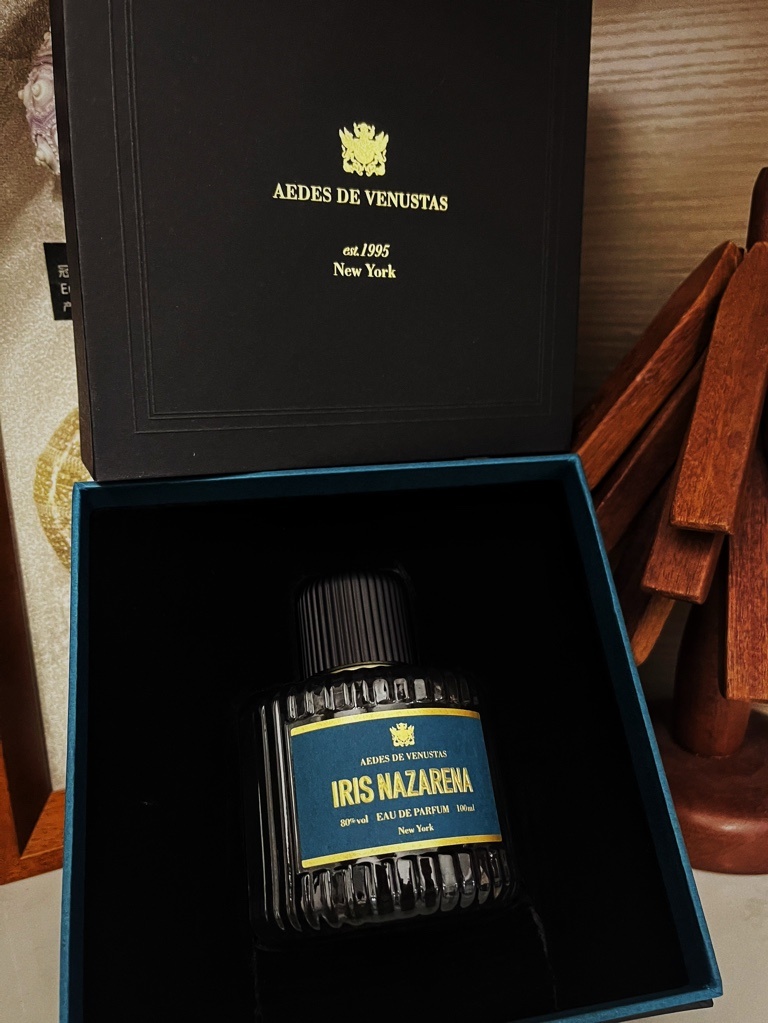 AEDES DE VENUSTAS
est.1995
New York
AEDES DE VENUSTAS
IRIS NAZARENA
80% vol EAU DE PARFUM 100ml
New York